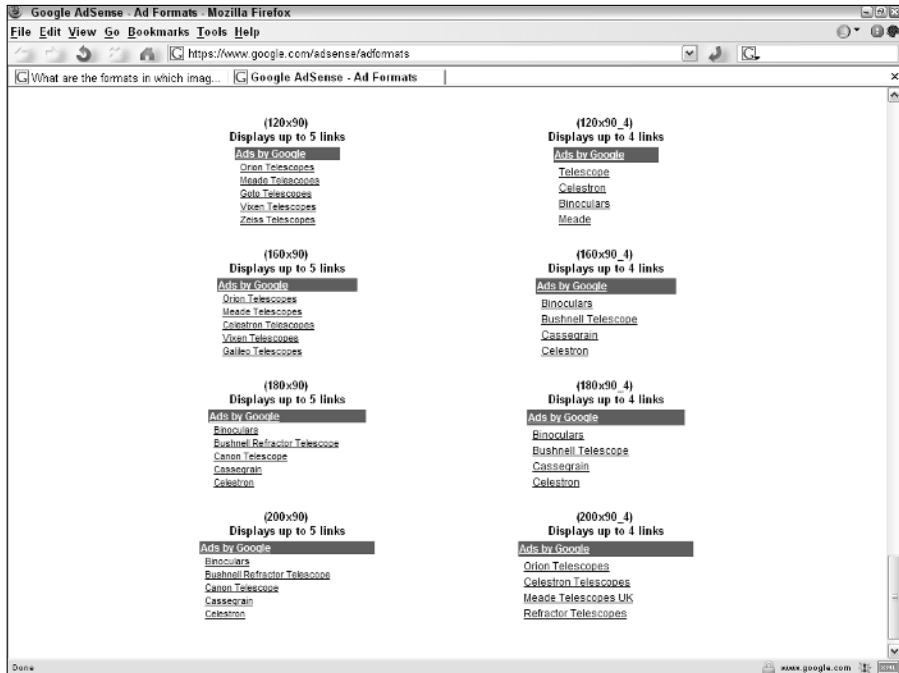 Google AdSense - Ad Formats - Mozilla Firefox
File Edit View Go Bookmarks Tools Help
https://www.google.com/adsense/adformats
What are the formats in which imag... Google AdSense - Ad Formats
(120x90)
Displays up to 5 links
Ads by Google
Orion Telescopes
Meade Telescopes
Goto Telescopes
Vixen Telescopes
Zeiss Telescopes
(120x90_4)
Displays up to 4 links
Ads by Google
Telescope
Celestron
Binoculars
Meade
(160x90)
Displays up to 5 links
Ads by Google
Orion Telescopes
Meade Telescopes
Celestron Telescopes
Vixen Telescopes
Galileo Telescopes
(160x90_4)
Displays up to 4 links
Ads by Google
Binoculars
Bushnell Telescope
Cassegrain
Celestron
(180x90)
Displays up to 5 links
Ads by Google
Binoculars
Bushnell Refractor Telescope
Canon Telescope
Cassegrain
Celestron
(180x90_4)
Displays up to 4 links
Ads by Google
Binoculars
Bushnell Telescope
Cassegrain
Celestron
(200x90)
Displays up to 5 links
Ads by Google
Binoculars
Bushnell Refractor Telescope
Canon Telescope
Cassegrain
Celestron
(200x90_4)
Displays up to 4 links
Ads by Google
Orion Telescopes
Celestron Telescopes
Meade Telescopes UK
Refractor Telescopes
Done
www.google.com